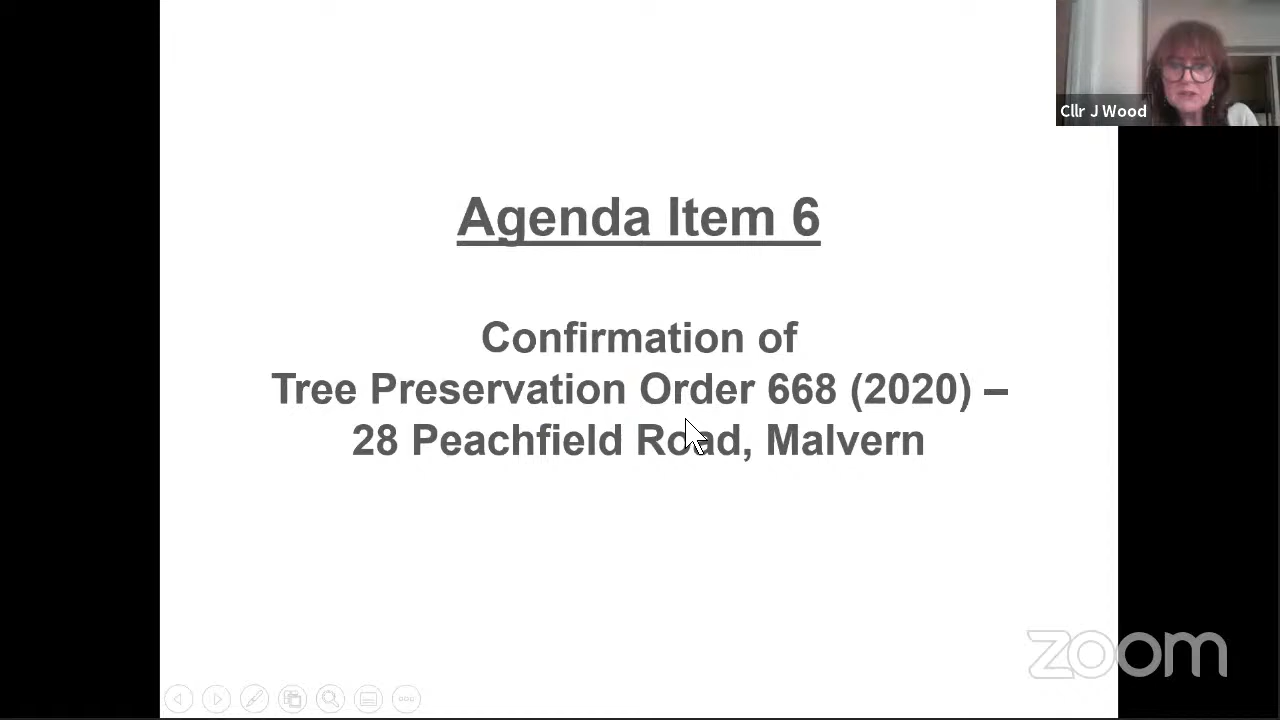 Cllr J Wood
Agenda Item 6
Confirmation of
Tree Preservation Order 668 (2020) –
28 Peachfield Road, Malvern
zoom